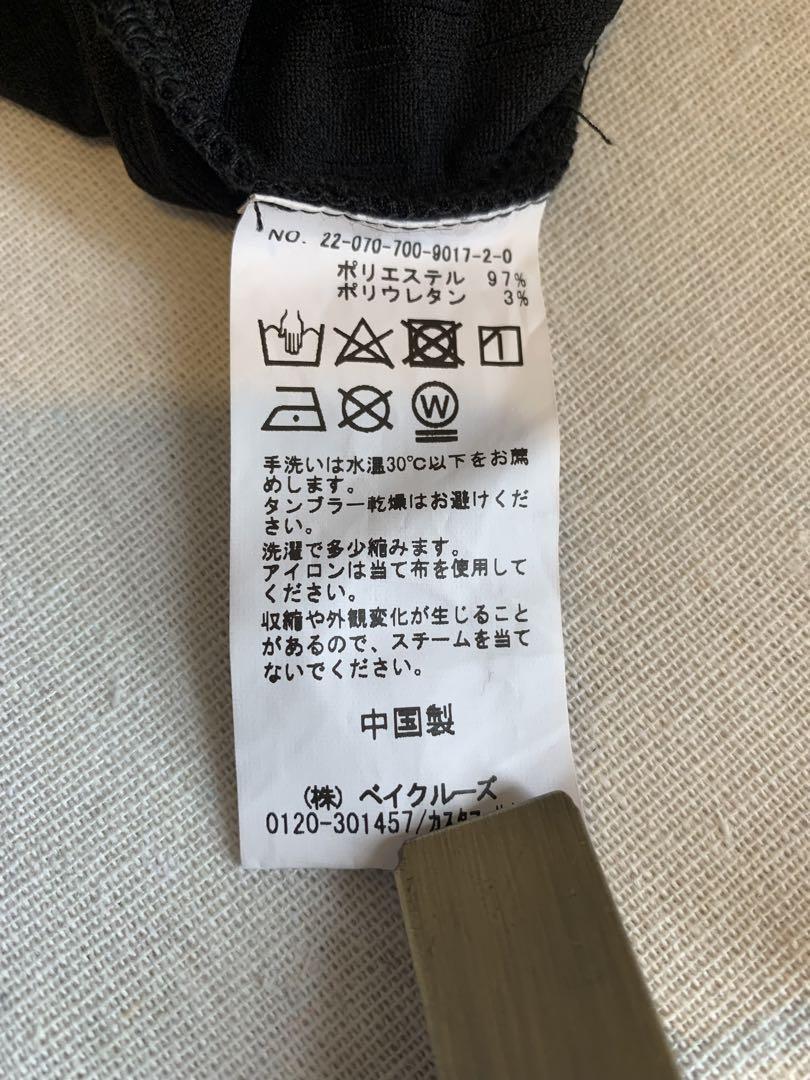 NO. 22-070-700-9017-2-0
ポリエステル 97%
ポリウレタン 3%
W
手洗いは水温30℃以下をお薦
めします。
タンブラー乾燥はお避けくだ
さい。
洗濯で多少縮みます。
アイロンは当て布を使用して
ください。
収縮や外観変化が生じること
があるので、スチームを当て
ないでください。
中国製
(株) ベイクルーズ
0120-301457/カスタマ